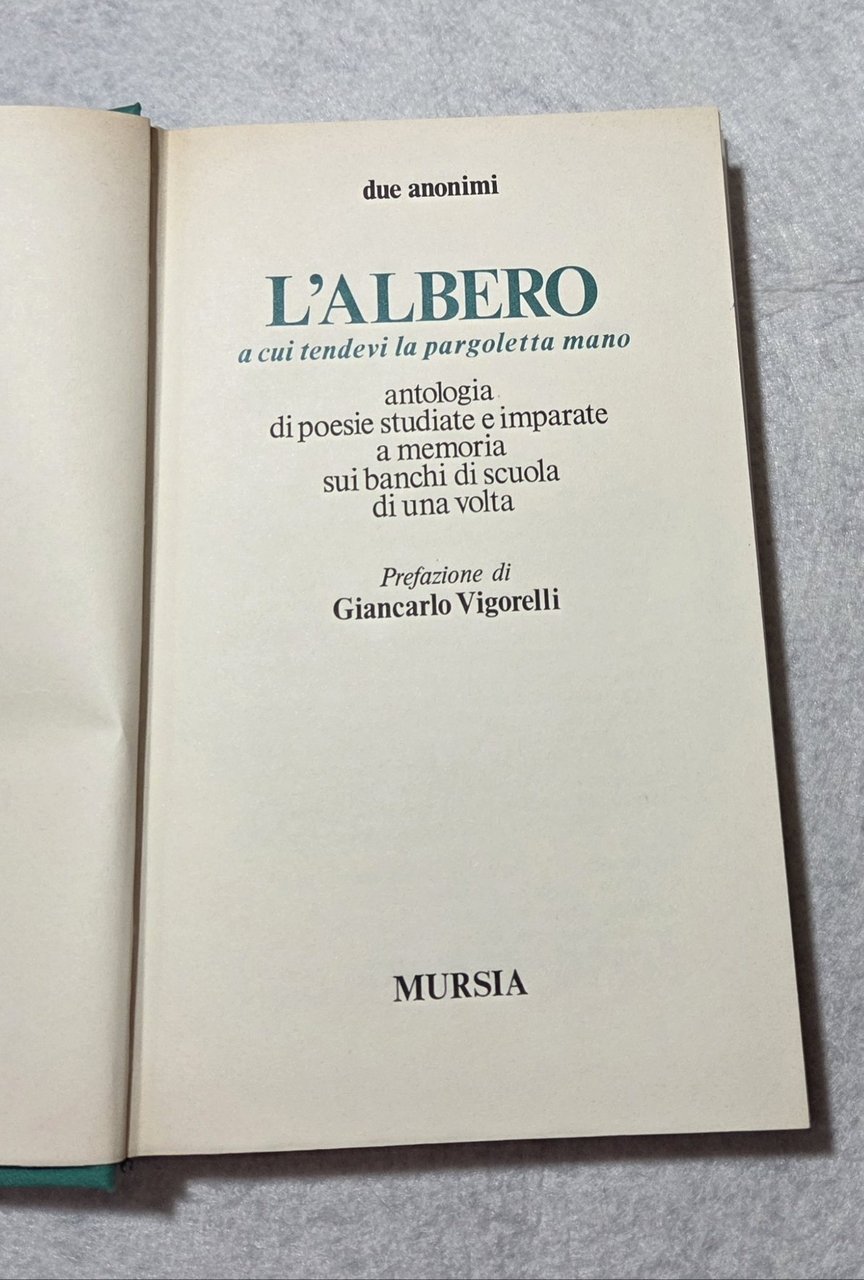 due anonimi
L'ALBERO
a cui tendevi la pargoletta mano
antologia
di poesie studiate e imparate
a memoria
sui banchi di scuola
di una volta
Prefazione di
Giancarlo Vigorelli
MURSIA